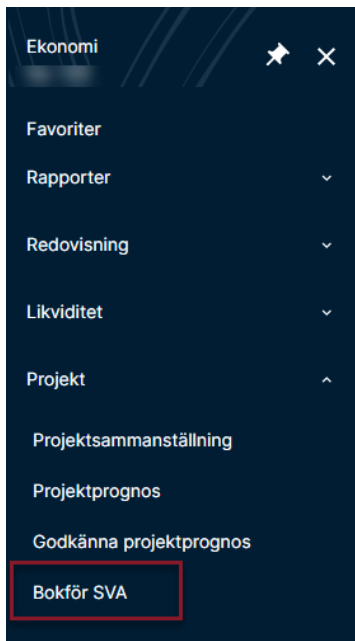 Ekonomi
Favoriter
Rapporter
Redovisning
Likviditet
Projekt
Projektsammanställning
Projektprognos
Godkänna projektprognos
Bokför SVA